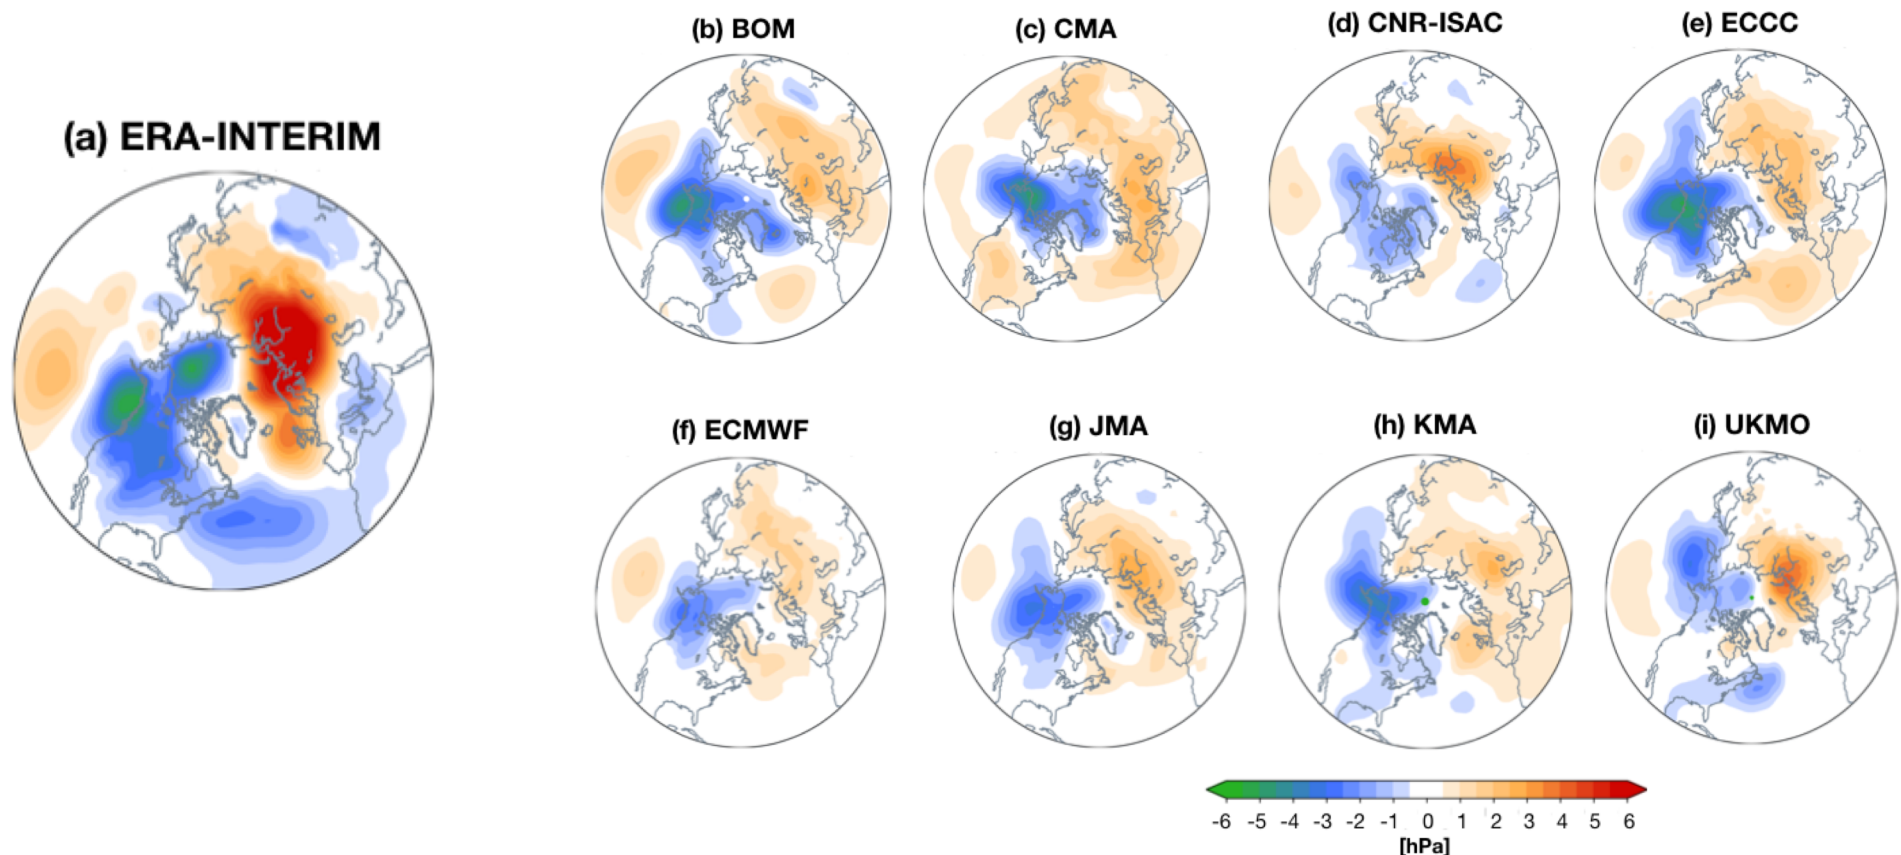 (a) ERA-INTERIM
(b) BOM
(c) CMA
(d) CNR-ISAC
(e) ECCC
(f) ECMWF
(g) JMA
(h) KMA
(i) UKMO
-6 -5 -4 -3 -2 -1 0 1 2 3 4 5 6
[hPa]